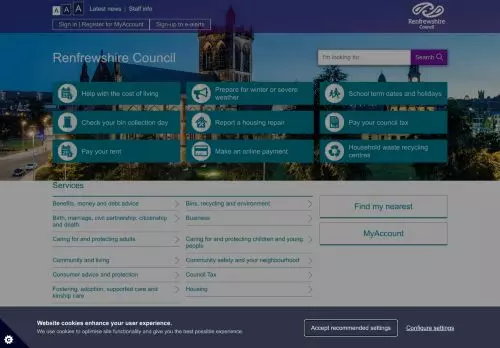 A A A Latest news | Staff info
Sign in | Register for MyAccount Sign-up to e-alerts
Renfrewshire
Council
Renfrewshire Council
I'm looking for Search
Help with the cost of living
Prepare for winter or severe
weather
School term dates and holidays
Check your bin collection day
Report a housing repair
Pay your council tax
Pay your rent
Make an online payment
Household waste recycling
centres
Services
Benefits, money and debt advice
Bins, recycling and environment
Birth, marriage, civil partnership, citizenship
and death
Business
Caring for and protecting adults
Caring for and protecting children and young
people
Community and living
Community safety and your neighbourhood
Consumer advice and protection
Council Tax
Fostering, adoption, supported care and
kinship care
Housing
Find my nearest
MyAccount
Website cookies enhance your user experience.
We use cookies to optimise site functionality and give you the best possible experience.
Accept recommended settings
Configure settings